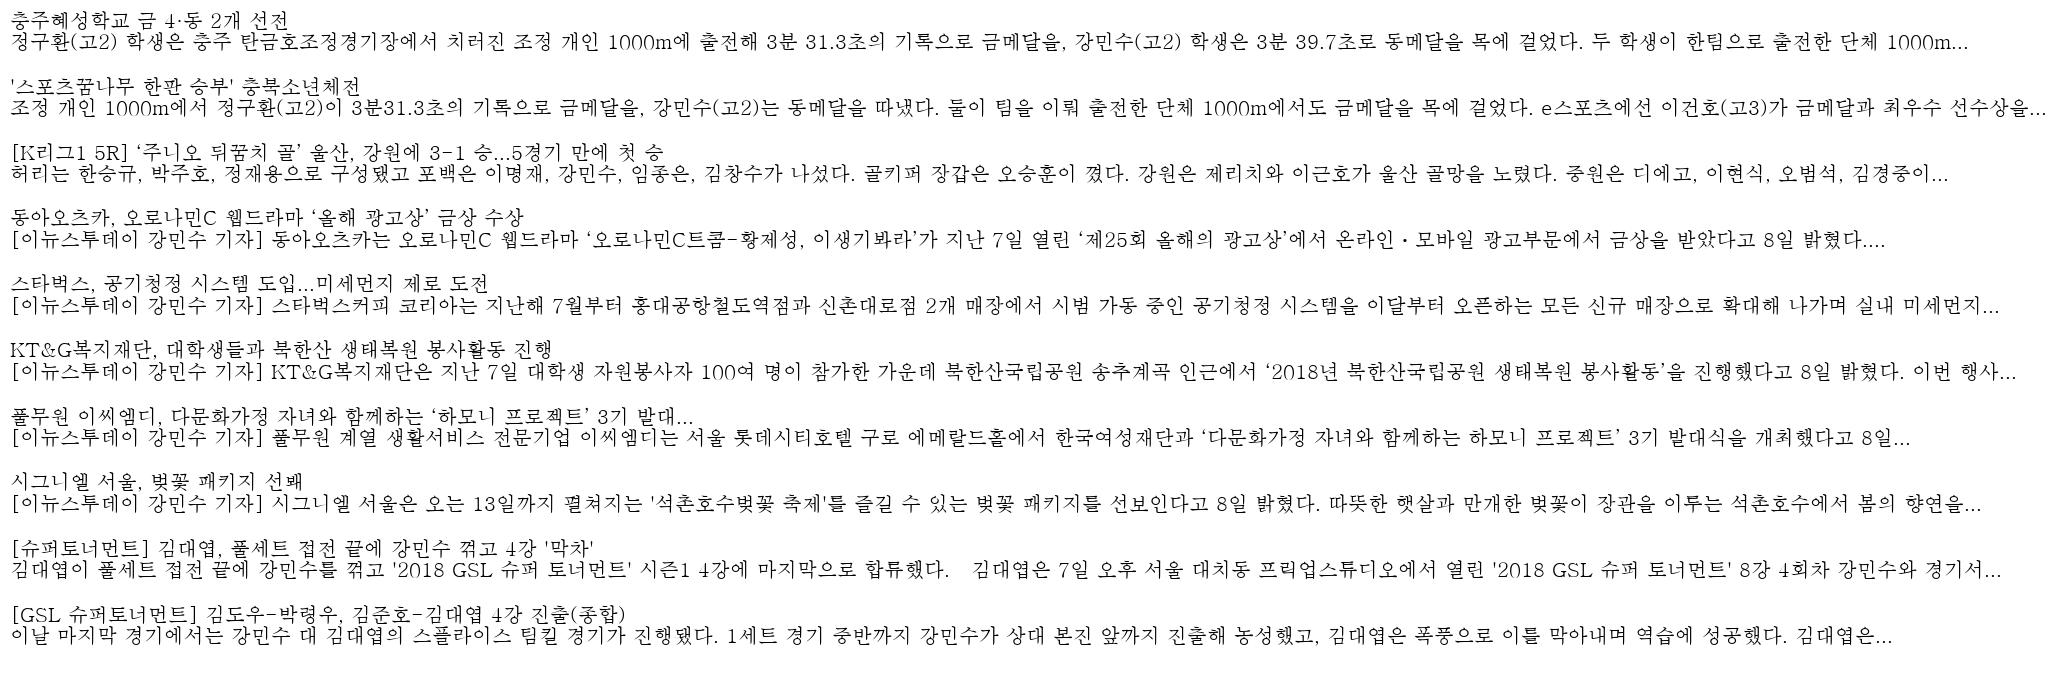 충주혜성학교 금 4·동 2개 선전
정구환(고2) 학생은 충주 탄금호조정경기장에서 치러진 조정 개인 1000m에 출전해 3분 31.3초의 기록으로 금메달을, 강민수(고2) 학생은 3분 39.7초로 동메달을 목에 걸었다. 두 학생이 한팀으로 출전한 단체 1000m...
'스포츠꿈나무 한판 승부' 충북소년체전
조정 개인 1000m에서 정구환(고2)이 3분31.3초의 기록으로 금메달을, 강민수(고2)는 동메달을 따냈다. 둘이 팀을 이뤄 출전한 단체 1000m에서도 금메달을 목에 걸었다. e스포츠에선 이건호(고3)가 금메달과 최우수 선수상을...
[K리그1 5R] ‘주니오 뒤꿈치 골’ 울산, 강원에 3-1 승...5경기 만에 첫 승
허리는 한승규, 박주호, 정재용으로 구성됐고 포백은 이명재, 강민수, 임종은, 김창수가 나섰다. 골키퍼 장갑은 오승훈이 꼈다. 강원은 제리치와 이근호가 울산 골망을 노렸다. 중원은 디에고, 이현식, 오범석, 김경중이...
동아오츠카, 오로나민C 웹드라마 ‘올해 광고상’ 금상 수상
[이뉴스투데이 강민수 기자] 동아오츠카는 오로나민C 웹드라마 ‘오로나민C트콤-황제성, 이생기봐라’가 지난 7일 열린 ‘제25회 올해의 광고상’에서 온라인·모바일 광고부문에서 금상을 받았다고 8일 밝혔다....
스타벅스, 공기청정 시스템 도입...미세먼지 제로 도전
[이뉴스투데이 강민수 기자] 스타벅스커피 코리아는 지난해 7월부터 홍대공항철도역점과 신촌대로점 2개 매장에서 시범 가동 중인 공기청정 시스템을 이달부터 오픈하는 모든 신규 매장으로 확대해 나가며 실내 미세먼지...
KT&G복지재단, 대학생들과 북한산 생태복원 봉사활동 진행
[이뉴스투데이 강민수 기자] KT&G복지재단은 지난 7일 대학생 자원봉사자 100여 명이 참가한 가운데 북한산국립공원 송추계곡 인근에서 ‘2018년 북한산국립공원 생태복원 봉사활동’을 진행했다고 8일 밝혔다. 이번 행사...
풀무원 이씨엠디, 다문화가정 자녀와 함께하는 ‘하모니 프로젝트’ 3기 발대...
[이뉴스투데이 강민수 기자] 풀무원 계열 생활서비스 전문기업 이씨엠디는 서울 롯데시티호텔 구로 에메랄드홀에서 한국여성재단과 ‘다문화가정 자녀와 함께하는 하모니 프로젝트’ 3기 발대식을 개최했다고 8일...
시그니엘 서울, 벚꽃 패키지 선봬
[이뉴스투데이 강민수 기자] 시그니엘 서울은 오는 13일까지 펼쳐지는 '석촌호수벚꽃 축제'를 즐길 수 있는 벚꽃 패키지를 선보인다고 8일 밝혔다. 따뜻한 햇살과 만개한 벚꽃이 장관을 이루는 석촌호수에서 봄의 향연을...
[슈퍼토너먼트] 김대엽, 풀세트 접전 끝에 강민수 꺾고 4강 '막차'
김대엽이 풀세트 접전 끝에 강민수를 꺾고 '2018 GSL 슈퍼 토너먼트' 시즌1 4강에 마지막으로 합류했다. 김대엽은 7일 오후 서울 대치동 프릭업스튜디오에서 열린 '2018 GSL 슈퍼 토너먼트' 8강 4회차 강민수와 경기서...
[GSL 슈퍼토너먼트] 김도우-박령우, 김준호-김대엽 4강 진출(종합)
이날 마지막 경기에서는 강민수 대 김대엽의 스플라이스 팀킬 경기가 진행됐다. 1세트 경기 중반까지 강민수가 상대 본진 앞까지 진출해 농성했고, 김대엽은 폭풍으로 이를 막아내며 역습에 성공했다. 김대엽은...